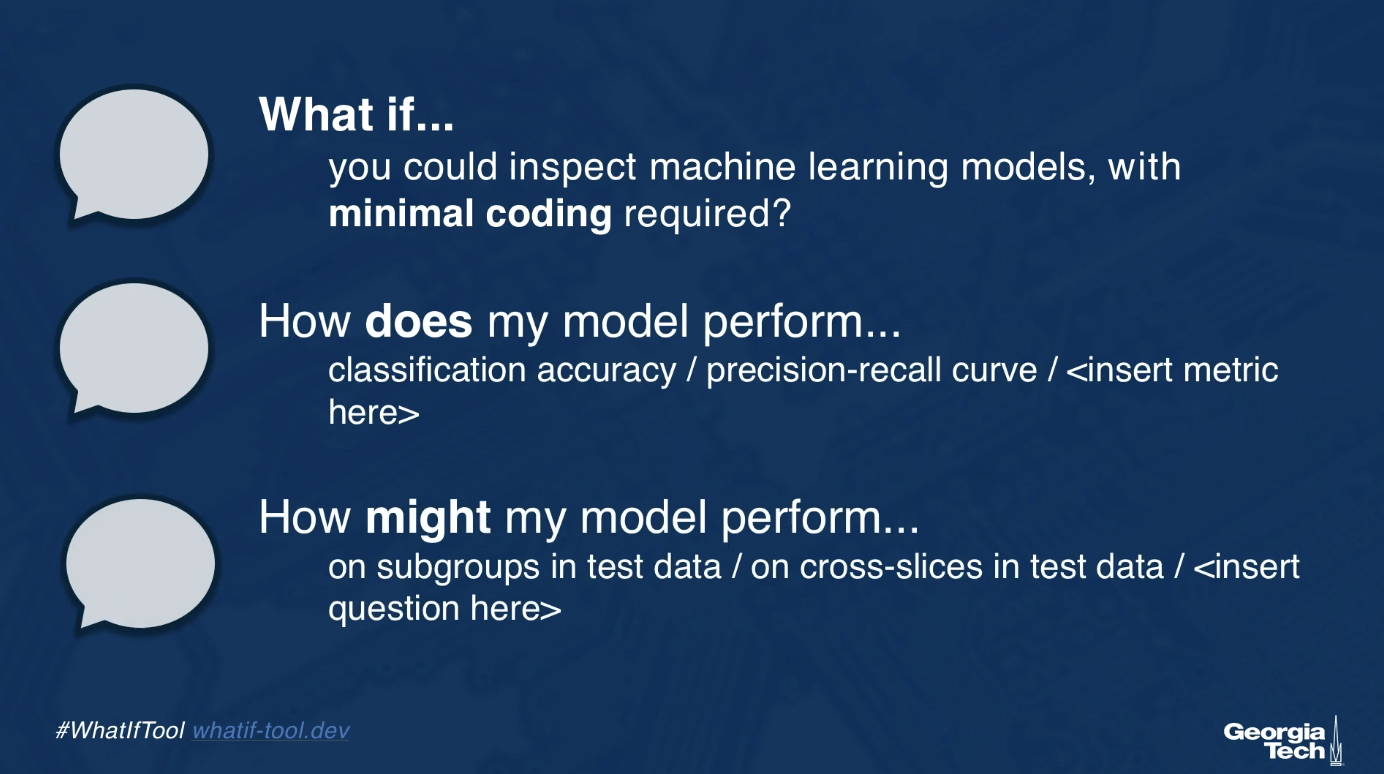 What if...
you could inspect machine learning models, with
minimal coding required?
How does my model perform...
classification accuracy / precision-recall curve / <insert metric
here>
How might my model perform...
on subgroups in test data / on cross-slices in test data / <insert
question here>
#WhatIfTool whatif-tool.dev
Georgia
Tech